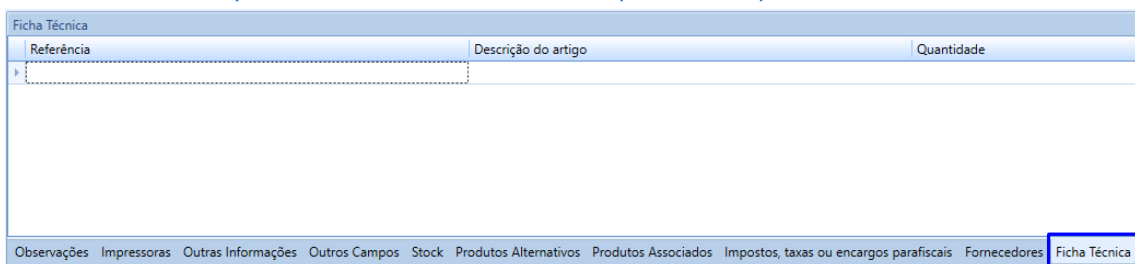 Ficha Técnica
Referência Descrição do artigo Quantidade
Observações Impressoras Outras Informações Outros Campos Stock Produtos Alternativos Produtos Associados Impostos, taxas ou encargos parafiscais Fornecedores Ficha Técnica